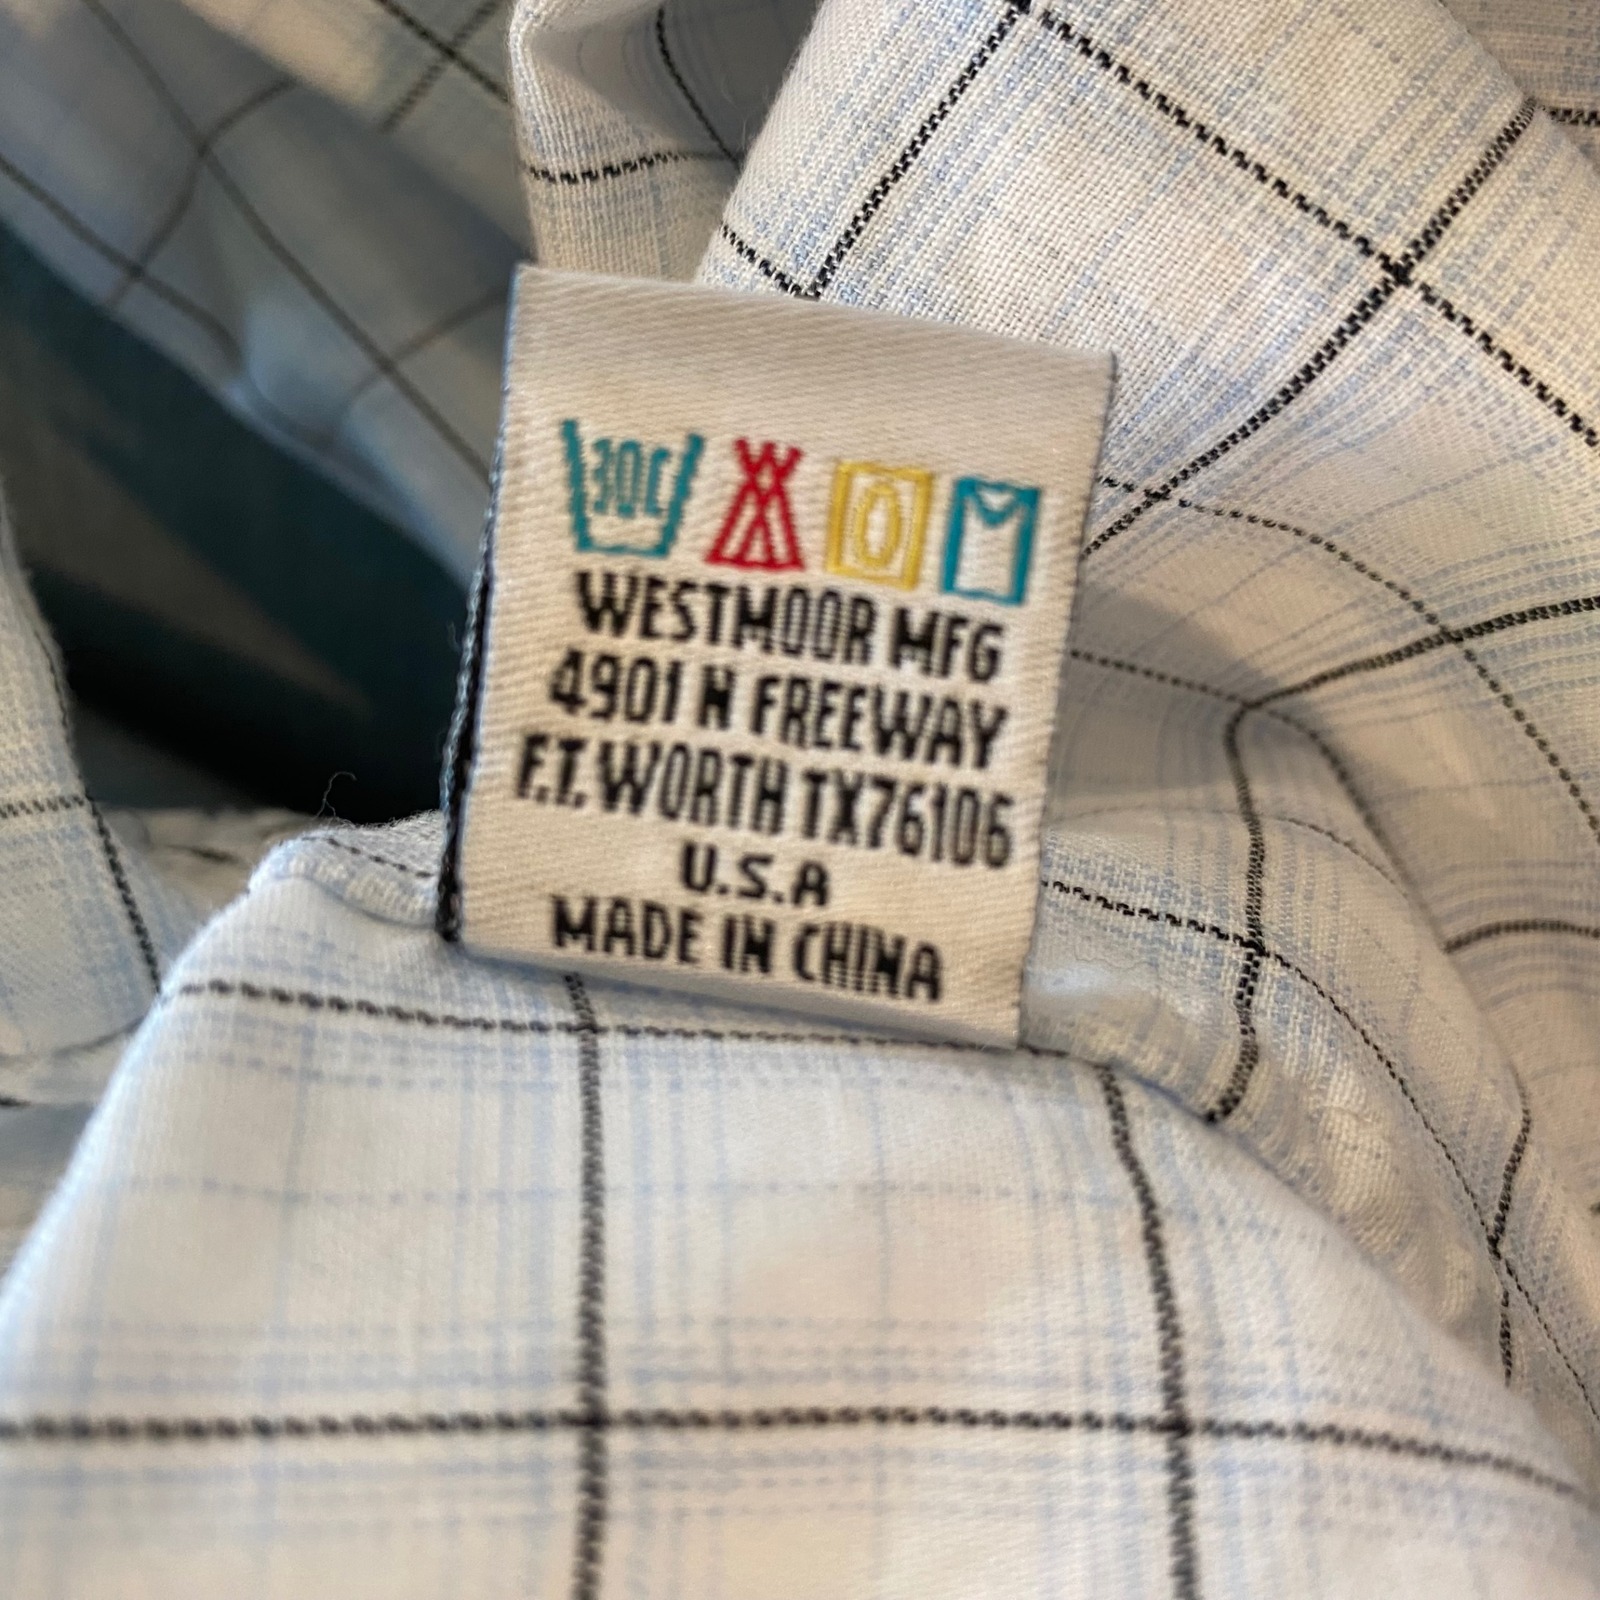 30C
WESTMOOR MFG
4901 N FREEWAY
F.T. WORTH TX76106
U.S.A
MADE IN CHINA